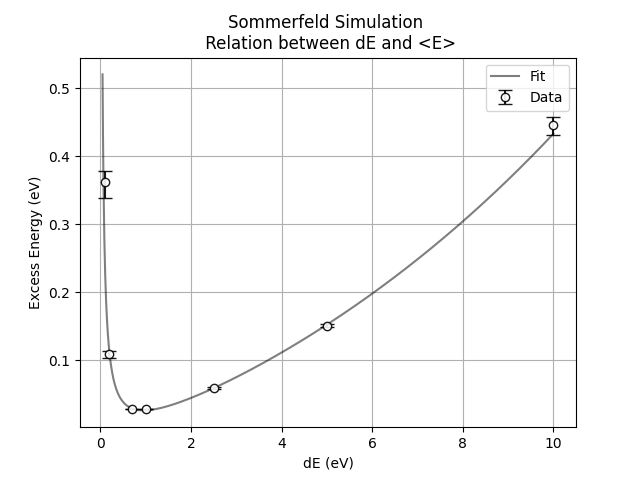 Sommerfeld Simulation
Relation between dE and <E>
Fit
Data
Excess Energy (eV)
0.5
0.4
0.3
0.2
0.1
0
2
4
6
8
10
dE (eV)